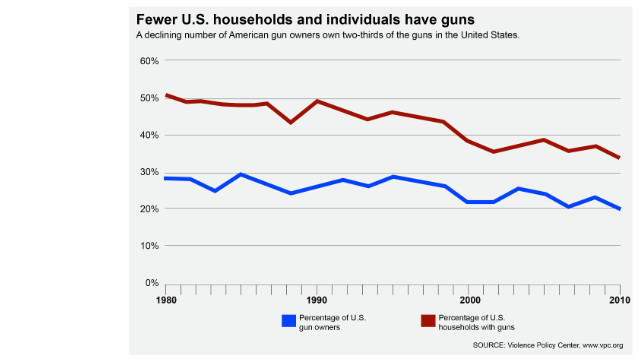 Fewer U.S. households and individuals have guns
A declining number of American gun owners own two-thirds of the guns in the United States.
60%
50%
40%
30%
20%
10%
0%
1980 1990 2000 2010
Percentage of U.S.
gun owners
Percentage of U.S.
households with guns
SOURCE: Violence Policy Center, www.vpc.org